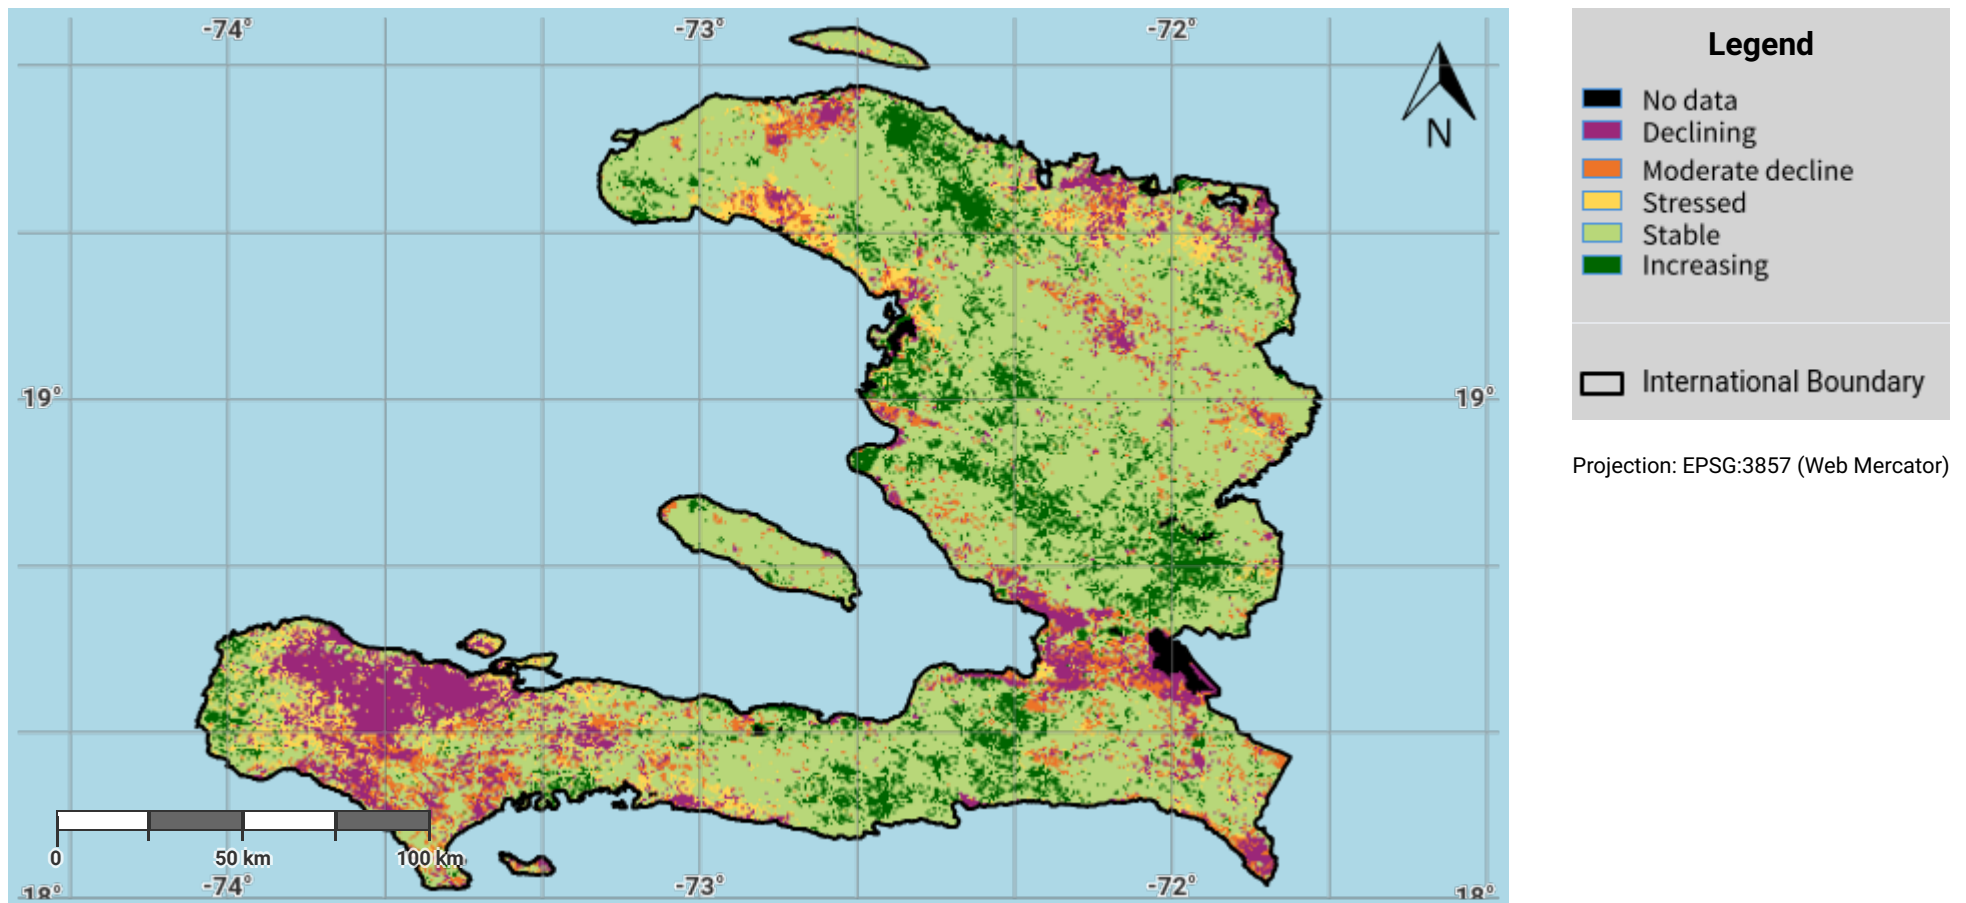 -74°
-73°
-72°
N
19°
19°
0
50 km
100 km
18°
-74°
-73°
-72°
18°
Legend
No data
Declining
Moderate decline
Stressed
Stable
Increasing
International Boundary
Projection: EPSG:3857 (Web Mercator)